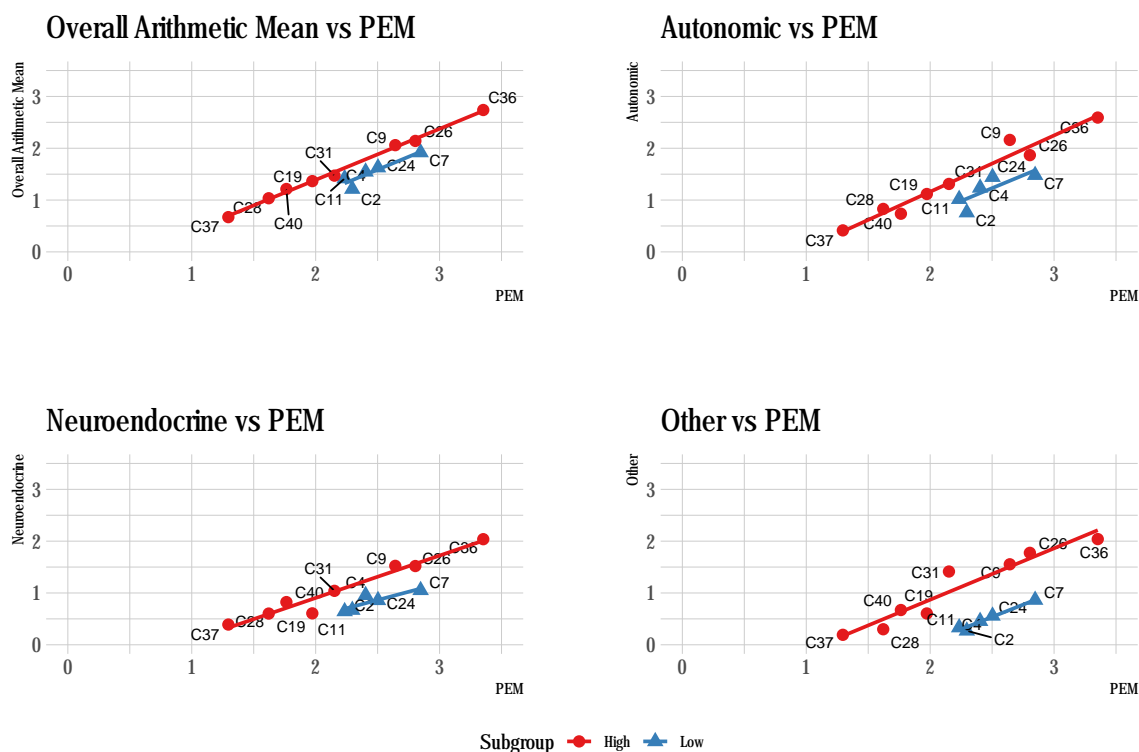 Overall Arithmetic Mean vs PEM
Overall Arithmetic Mean
3
2
1
0
C36
C9
C26
C31
C7
C24
C4
C19
C11
C2
C28
C40
C37
0 1 2 3
PEM
Autonomic vs PEM
Autonomic
3
2
1
0
C36
C9
C26
C24
C31
C7
C19
C4
C28
C11
C40
C2
C37
0 1 2 3
PEM
Neuroendocrine vs PEM
Neuroendocrine
3
2
1
0
C36
C9
C26
C31
C4
C7
C40
C2
C24
C28
C19
C11
C37
0 1 2 3
PEM
Other vs PEM
Other
3
2
1
0
C26
C36
C31
C9
C7
C40
C19
C24
C11
C4
C37
C28
C2
0 1 2 3
PEM
Subgroup High Low